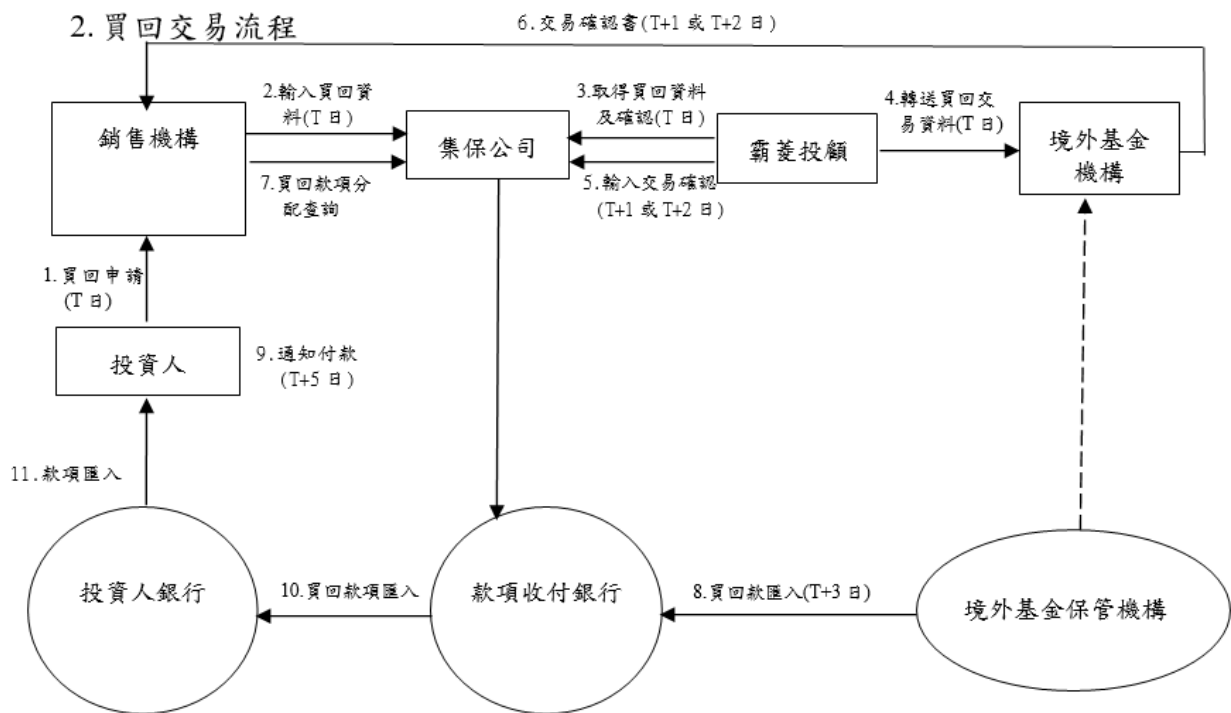 2. 買回交易流程
6. 交易確認書(T+1 或 T+2 日)
銷售機構
2.輸入買回資
料(T 日)
集保公司
3.取得買回資料
及確認(T 日)
霸菱投顧
4.轉送買回交
易資料(T 日)
境外基金
機構
7.買回款項分
配查詢
5.輸入交易確認
(T+1 或 T+2 日)
1.買回申請
(T 日)
投資人
9.通知付款
(T+5 日)
11.款項匯入
投資人銀行
10.買回款項匯入
款項收付銀行
8.買回款匯入(T+3 日)
境外基金保管機構